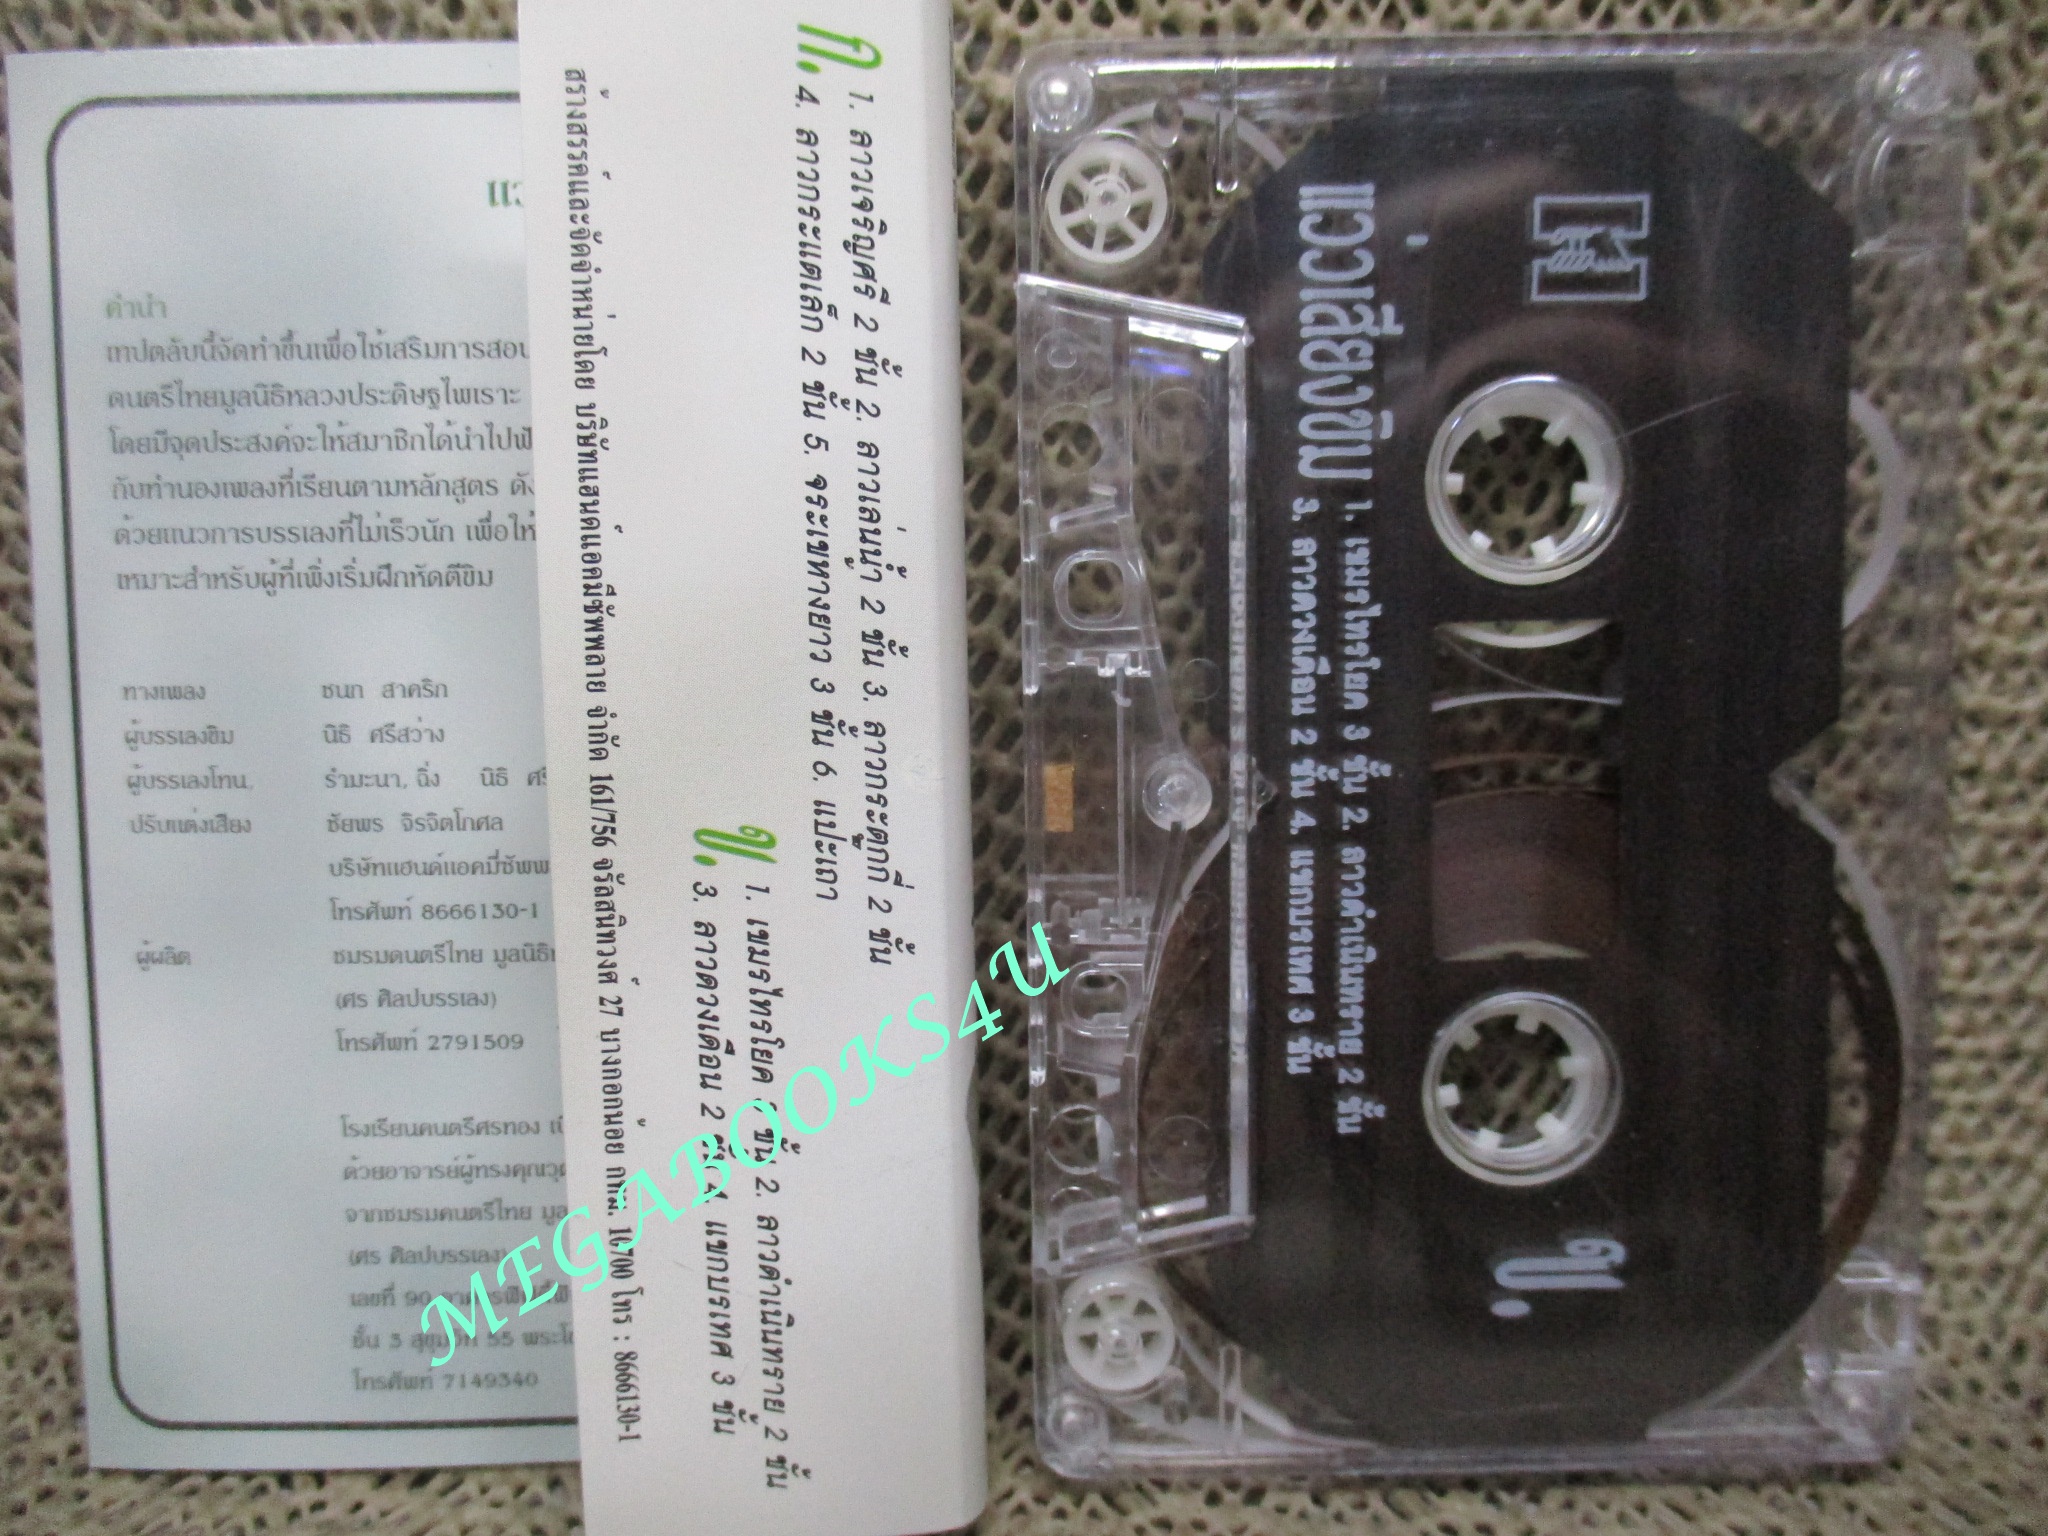 คำนำ
เทปตลับนี้จัดทำขึ้นเพื่อใช้เสริมการสอน
ดนตรีไทยมูลนิธิหลวงประดิษฐไพเราะ
โดยมีจุดประสงค์จะให้สมาชิกได้นำไปฟัง
กับทำนองเพลงที่เรียนตามหลักสูตร ดัง
ด้วยแนวการบรรเลงที่ไม่เร็วนัก เพื่อให้
เหมาะสำหรับผู้ที่เพิ่งเริ่มฝึกหัดตีขิม
ทางเพลง ชนก สาคริก
ผู้บรรเลงขิม นิธิ ศรีสว่าง
ผู้บรรเลงโทน, รำมะนา, ฉิ่ง นิธิ ศรี
ปรับแต่งเสียง ชัยพร จิรจิตโกศล
บริษัทแฮนด์แอคมี่ซัพพ
โทรศัพท์ 8666130-1
ผู้ผลิต ชมรมดนตรีไทย มูลนิธิ
(ศร ศิลปบรรเลง)
โทรศัพท์ 2791509
โรงเรียนดนตรีศรทอง
ด้วยอาจารย์ผู้ทรงคุณวุ
จากชมรมดนตรีไทย มูล
(ศร ศิลปบรรเลง)
เลขที่ 90
ชั้น 3 สุขุมวิท 55 พระโ
โทรศัพท์ 7149340
ก. 1. ลาวเจริญศรี 2 ชั้น 2. ลาวเล่นน้ำ 2 ชั้น 3. ลาวกระตุกกี่ 2 ชั้น
4. ลาวกระแตเล็ก 2 ชั้น 5. จระเข้หางยาว 3 ชั้น 6. แป๊ะเถา
ข. 1. เขมรไทรโยค ชั้น 2. ลาวดำเนินทราย 2 ชั้น
3. ลาวดวงเดือน 2 ชั้น 4. แขกบรเทศ 3 ชั้น
สร้างสรรค์และจัดจำหน่ายโดย บริษัทแฮนด์แอคมีซัพพลาย จำกัด 161/756 จรัลสนิทวงศ์ 27 บางกอกน้อย กทม. 10700 โทร : 8666130-1
แว่วเสียงขิม
1. เขมรไทรโยค 3 ชั้น 2. ลาวดำเนินทราย 2 ชั้น
3. ลาวดวงเดือน 2 ชั้น 4. แขกบรเทศ 3 ชั้น
ข.
MEGABOOKS4U